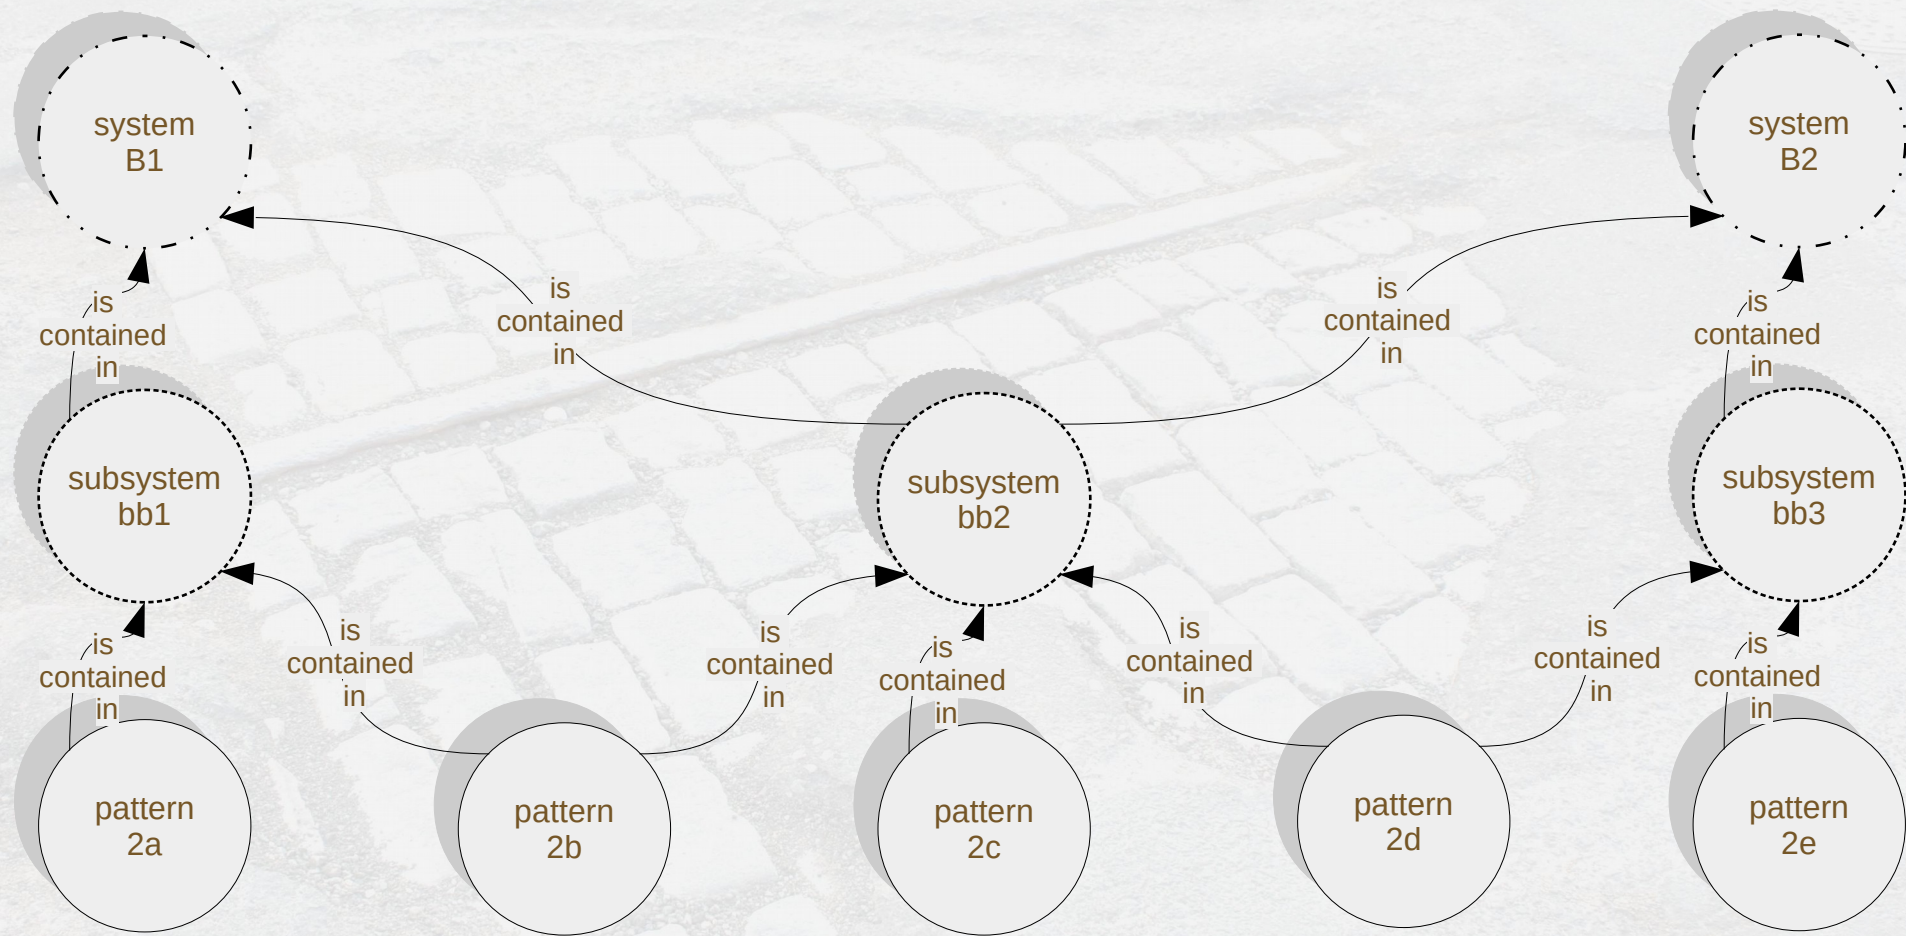 system
B1
system
B2
is
contained
in
is
contained
in
is
contained
in
is
contained
in
subsystem
bb1
subsystem
bb2
subsystem
bb3
is
contained
in
is
contained
in
is
contained
in
is
contained
in
is
contained
in
is
contained
in
is
contained
in
pattern
2a
pattern
2b
pattern
2c
pattern
2d
pattern
2e